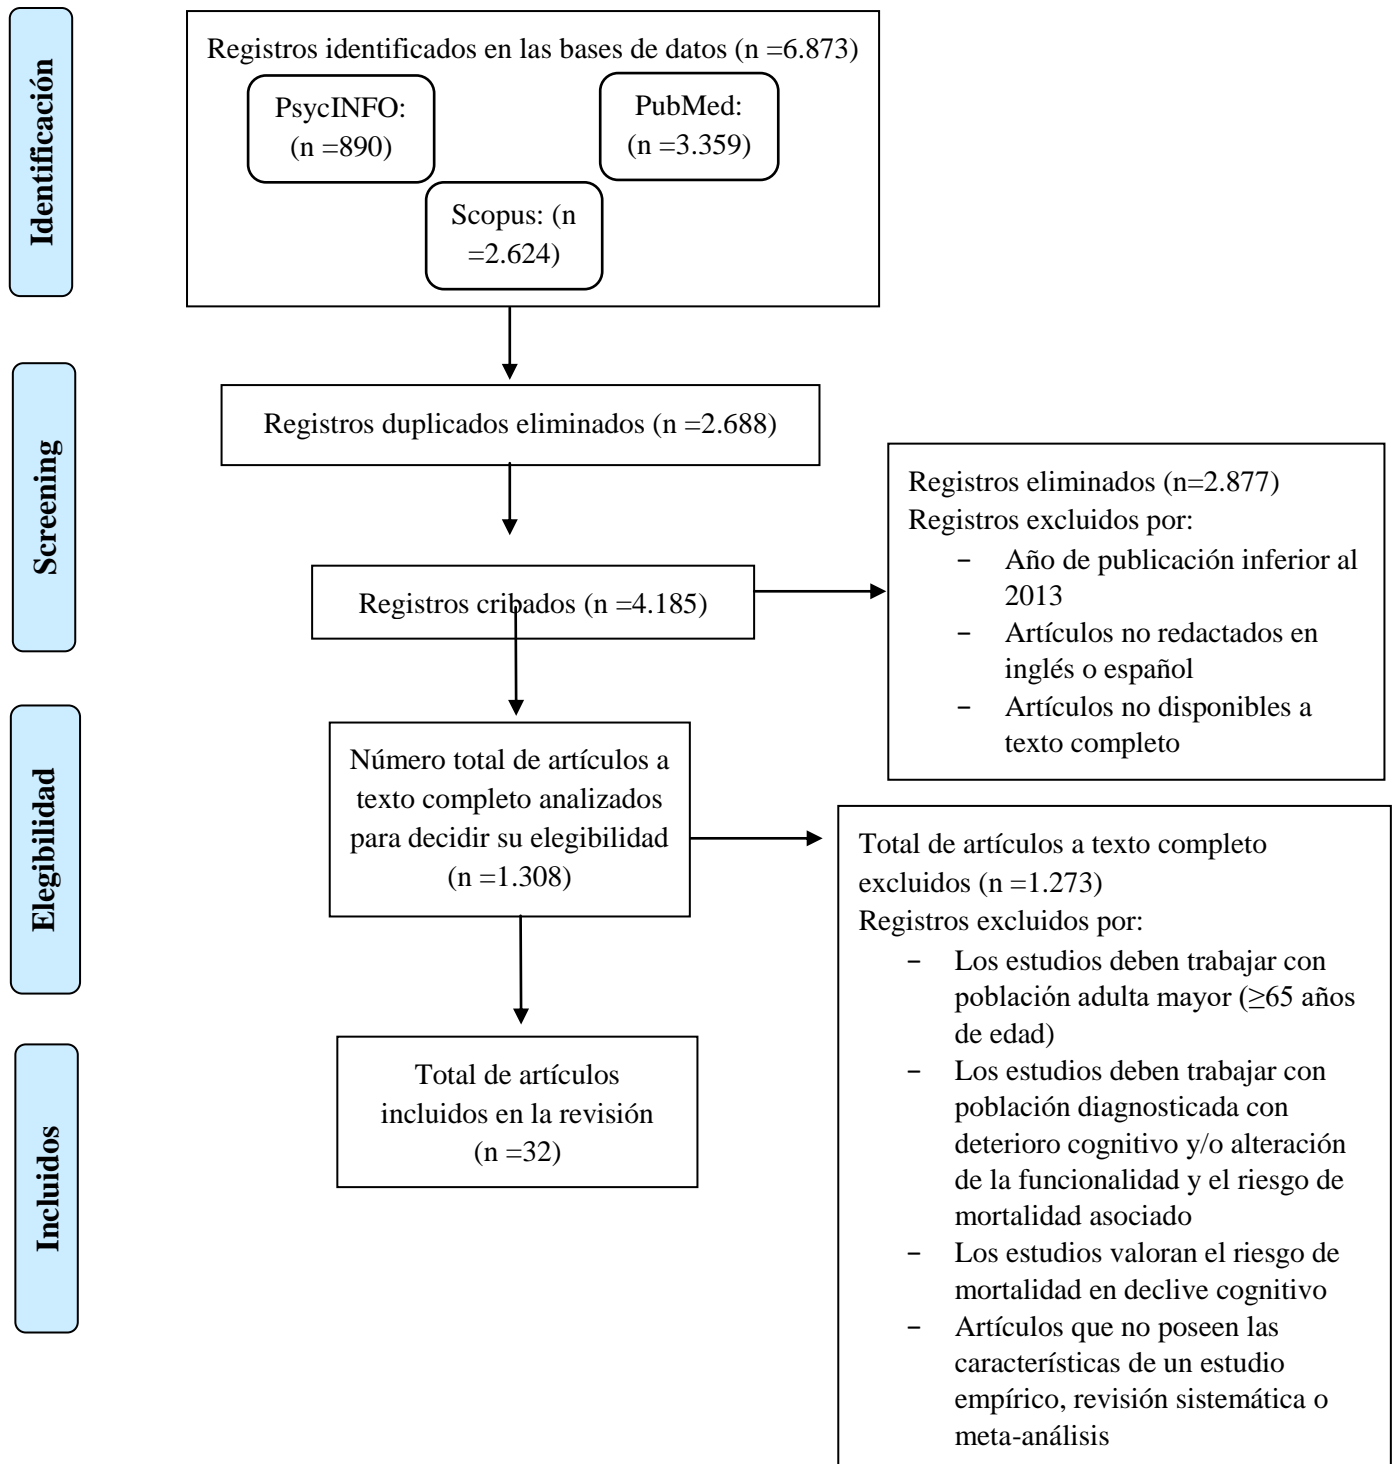 Identificación
Registros identificados en las bases de datos (n =6.873)
PsycINFO:
(n =890)
PubMed:
(n =3.359)
Scopus: (n
=2.624)
Screening
Registros duplicados eliminados (n =2.688)
Registros cribados (n =4.185)
Registros eliminados (n=2.877)
Registros excluidos por:
- Año de publicación inferior al
2013
- Artículos no redactados en
inglés o español
- Artículos no disponibles a
texto completo
Elegibilidad
Número total de artículos a
texto completo analizados
para decidir su elegibilidad
(n =1.308)
Total de artículos a texto completo
excluidos (n =1.273)
Registros excluidos por:
- Los estudios deben trabajar con
población adulta mayor (≥65 años
de edad)
- Los estudios deben trabajar con
población diagnosticada con
deterioro cognitivo y/o alteración
de la funcionalidad y el riesgo de
mortalidad asociado
- Los estudios valoran el riesgo de
mortalidad en declive cognitivo
- Artículos que no poseen las
características de un estudio
empírico, revisión sistemática o
meta-análisis
Incluidos
Total de artículos
incluidos en la revisión
(n =32)